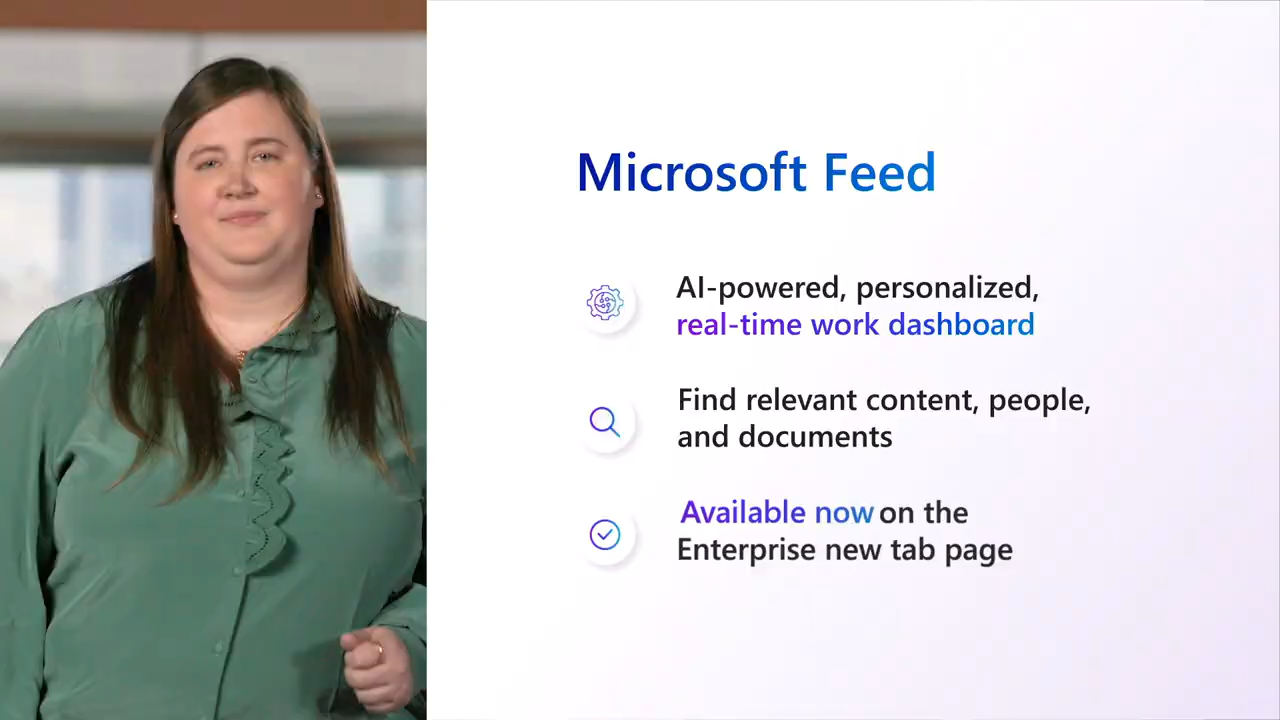 Microsoft Feed
AI-powered, personalized,
real-time work dashboard
Find relevant content, people,
and documents
Available now on the
Enterprise new tab page